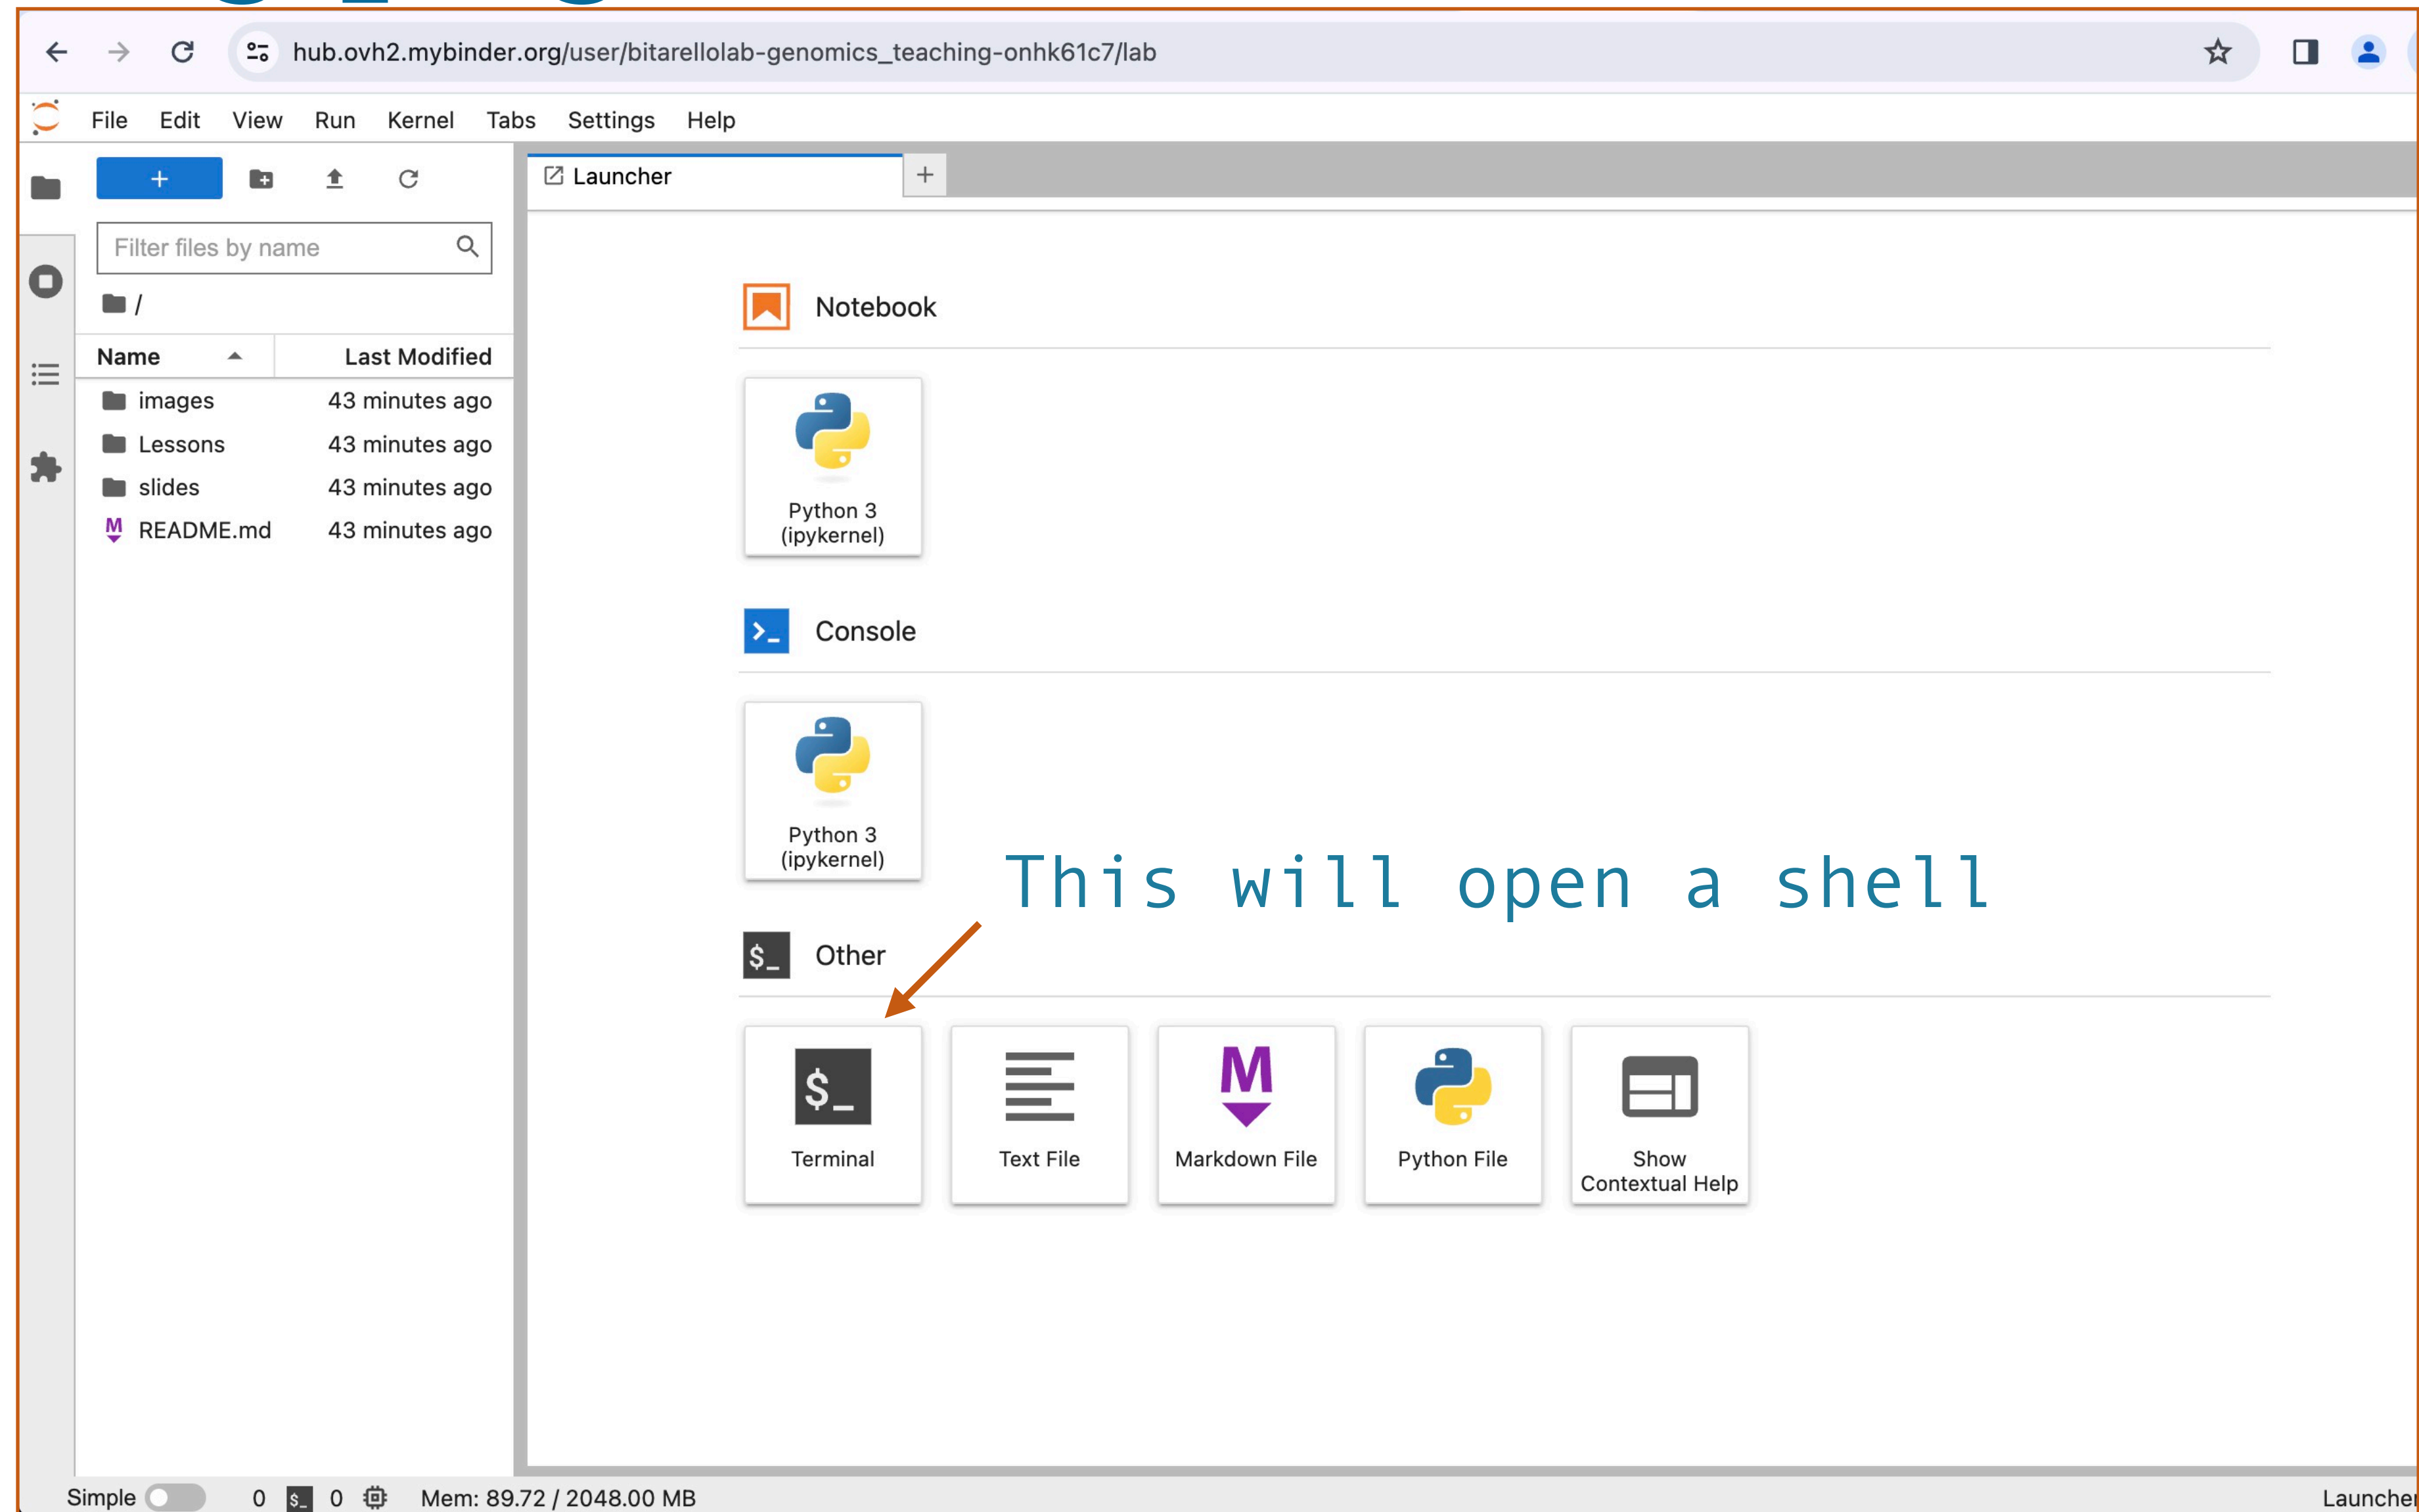 hub.ovh2.mybinder.org/user/bitarellolab-genomics_teaching-onhk61c7/lab
File Edit View Run Kernel Tabs Settings Help
+
Launcher +
Filter files by name
/
Name Last Modified
images 43 minutes ago
Lessons 43 minutes ago
slides 43 minutes ago
M README.md 43 minutes ago
Notebook
Python 3
(ipykernel)
>_ Console
Python 3
(ipykernel)
This will open a shell
$_ Other
$_ M
Terminal Text File Markdown File Python File Show
Contextual Help
Simple 0 $_ 0 Mem: 89.72 / 2048.00 MB